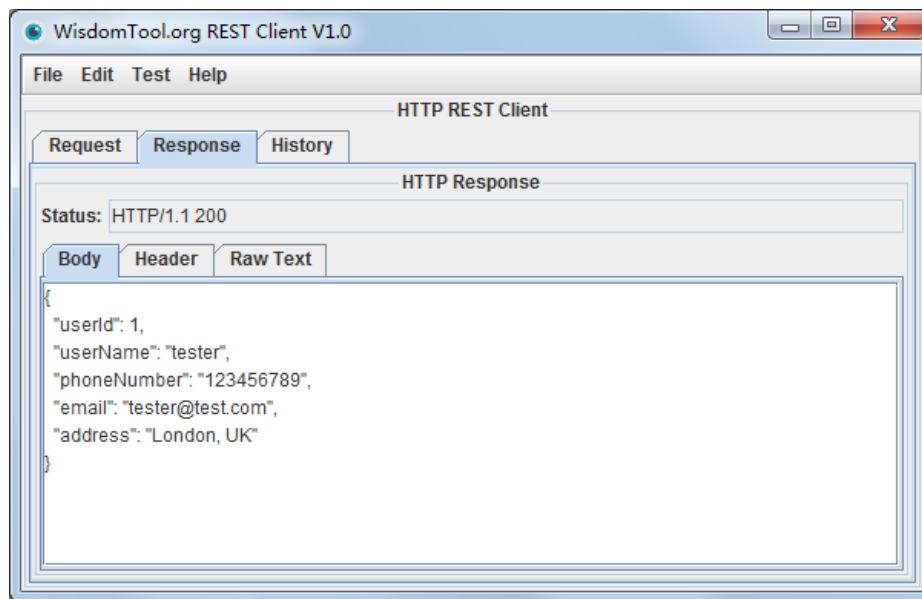 WisdomTool.org REST Client V1.0
File Edit Test Help
HTTP REST Client
Request Response History
HTTP Response
Status: HTTP/1.1 200
Body Header Raw Text
{
"userId": 1,
"userName": "tester",
"phoneNumber": "123456789",
"email": "tester@test.com",
"address": "London, UK"
}